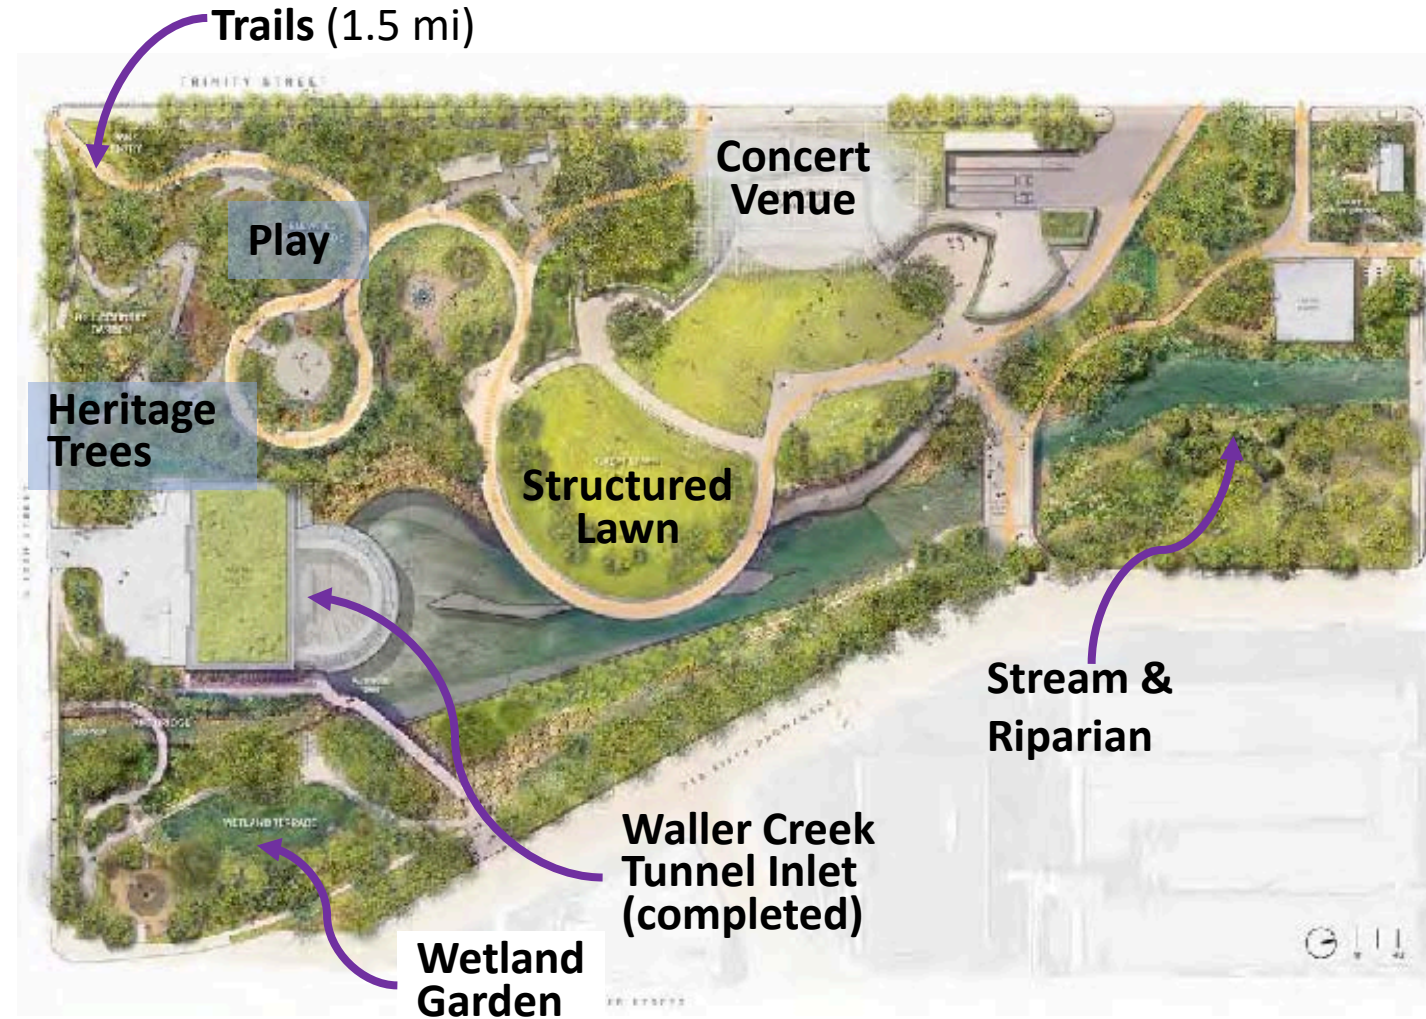 Trails (1.5 mi)
TRINITY STREET
Concert
Venue
Play
Heritage
Trees
Structured
Lawn
Stream &
Riparian
WETLAND TERRACE
Waller Creek
Tunnel Inlet
(completed)
Wetland
Garden